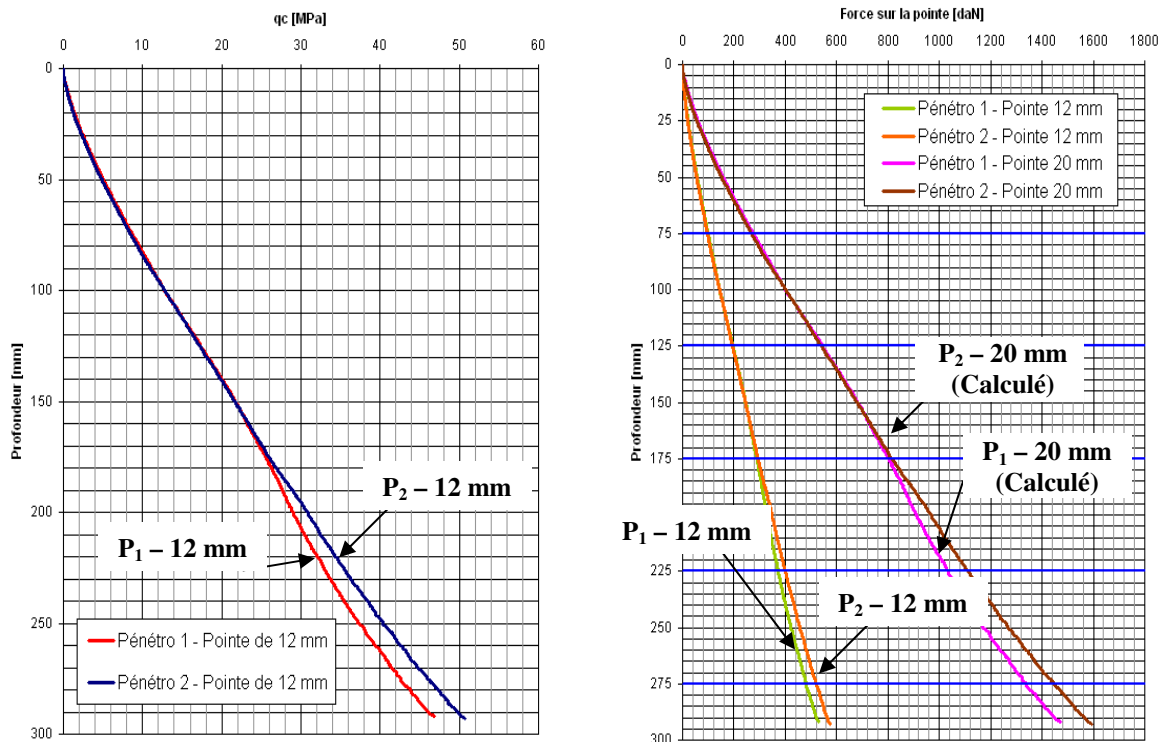 qc [MPa]
0 10 20 30 40 50 60
0
50
100
150
200
250
300
Profondeur [mm]
P2 – 12 mm
P1 – 12 mm
Pénétro 1 - Pointe de 12 mm
Pénétro 2 - Pointe de 12 mm
Force sur la pointe [daN]
0 200 400 600 800 1000 1200 1400 1600 1800
0
25
50
75
100
125
150
175
200
225
250
275
300
Profondeur [mm]
Pénétro 1 - Pointe 12 mm
Pénétro 2 - Pointe 12 mm
Pénétro 1 - Pointe 20 mm
Pénétro 2 - Pointe 20 mm
P2 – 20 mm
(Calculé)
P1 – 20 mm
(Calculé)
P1 – 12 mm
P2 – 12 mm